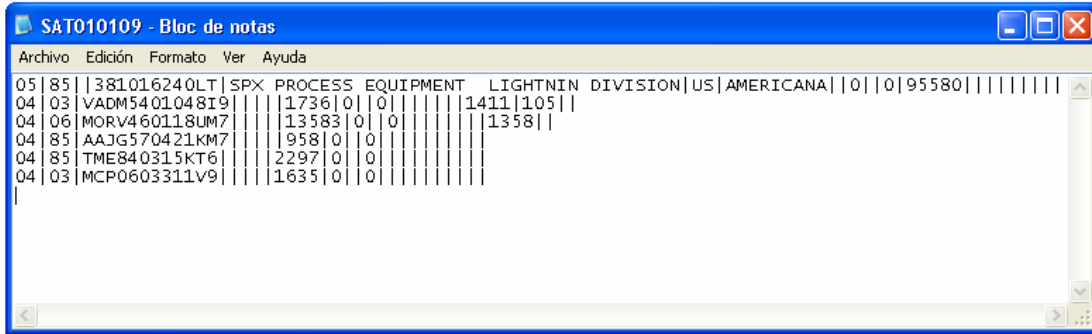 SAT010109 - Bloc de notas
Archivo Edición Formato Ver Ayuda
05|85||381016240LT|SPX PROCESS EQUIPMENT  LIGHTNIN DIVISION|US|AMERICANA||0||0|95580|||||||||
04|03|VADM5401048I9|||||1736|0||0|||||||1411|105||
04|06|MORV460118UM7|||||13583|0||0||||||||1358||
04|85|AAJG570421KM7|||||958|0||0||||||||||
04|85|TME840315KT6|||||2297|0||0||||||||||
04|03|MCP0603311V9|||||1635|0||0||||||||||